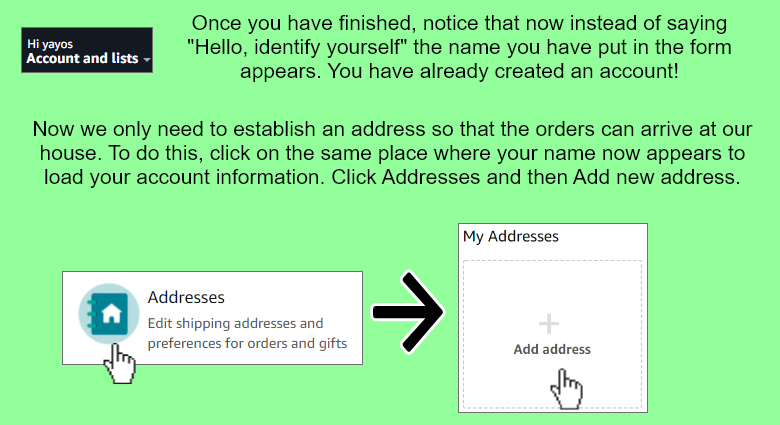 Hi yayos
Account and lists
Once you have finished, notice that now instead of saying
"Hello, identify yourself" the name you have put in the form
appears. You have already created an account!
Now we only need to establish an address so that the orders can arrive at our
house. To do this, click on the same place where your name now appears to
load your account information. Click Addresses and then Add new address.
Addresses
Edit shipping addresses and
preferences for orders and gifts
My Addresses
Add address